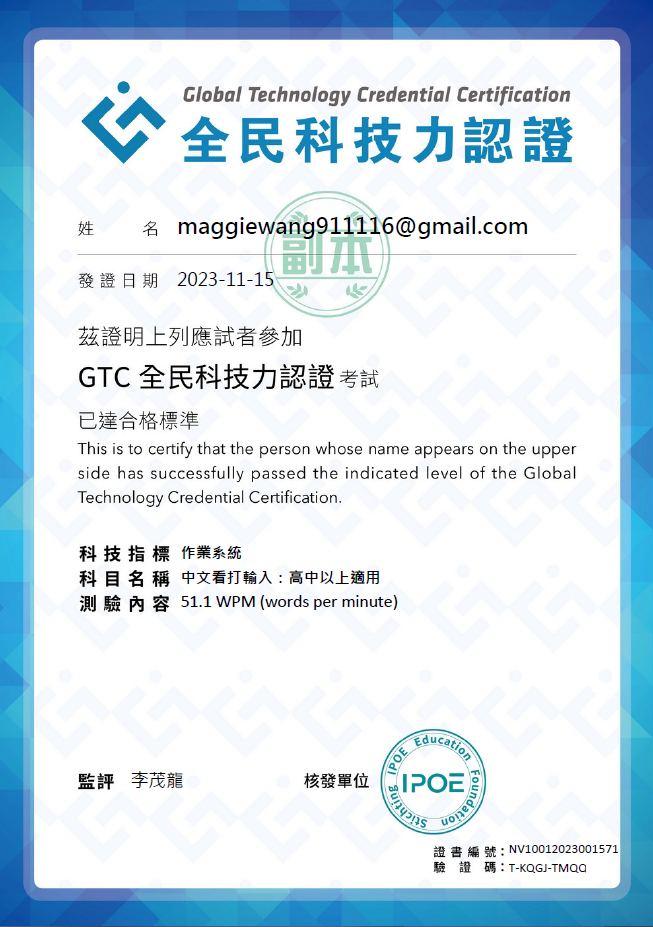 Global Technology Credential Certification
全民科技力認證
姓 名 maggiewang911116@gmail.com
副本
發證日期 2023-11-15
茲證明上列應試者參加
GTC 全民科技力認證 考試
已達合格標準
This is to certify that the person whose name appears on the upper
side has successfully passed the indicated level of the Global
Technology Credential Certification.
科技指標 作業系統
科目名稱 中文看打輸入：高中以上適用
測驗內容 51.1 WPM (words per minute)
監評 李茂龍
核發單位
Stichting IPOE Education Foundation
IPOE
證書編號：NV10012023001571
驗證碼：T-KQGJ-TMQQ